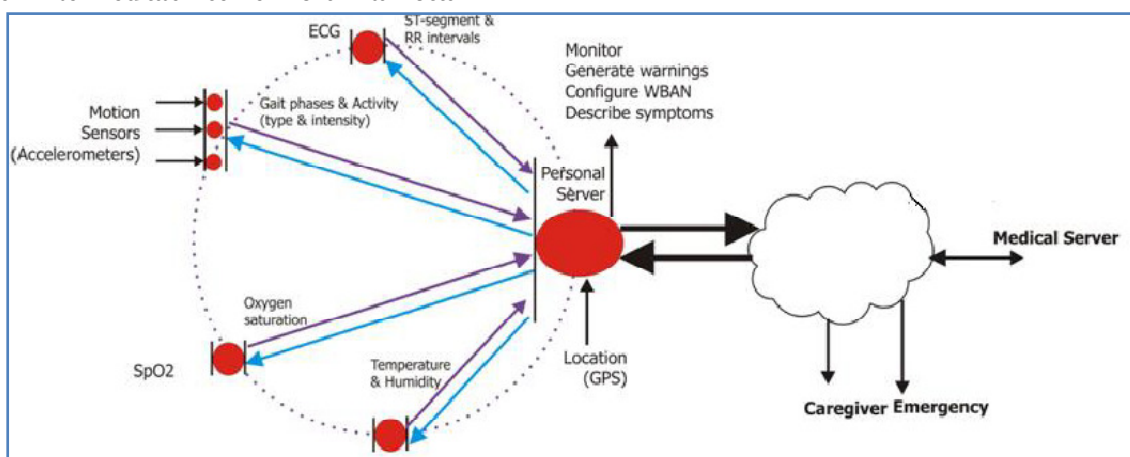 ECG
ST-segment &
RR intervals
Monitor
Generate warnings
Configure WBAN
Describe symptoms
Motion
Sensors
(Accelerometers)
Gait phases & Activity
(type & intensity)
Personal
Server
Medical Server
Oxygen
saturation
SpO2
Temperature
& Humidity
Location
(GPS)
Caregiver Emergency